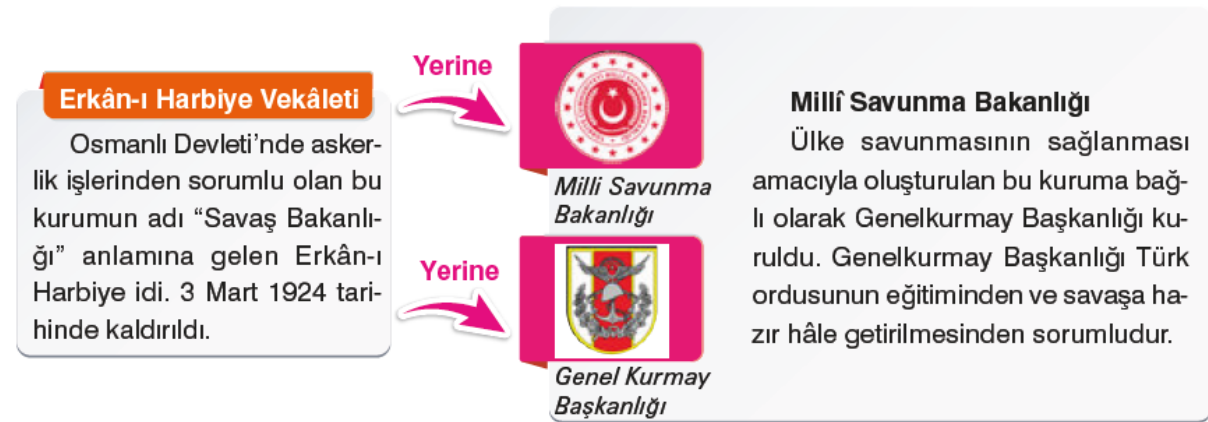 Erkân-ı Harbiye Vekâleti
Osmanlı Devleti'nde asker-
lik işlerinden sorumlu olan bu
kurumun adı “Savaş Bakanlı-
ğı” anlamına gelen Erkân-ı
Harbiye idi. 3 Mart 1924 tari-
hinde kaldırıldı.
Yerine
Milli Savunma
Bakanlığı
Yerine
Genel Kurmay
Başkanlığı
Millî Savunma Bakanlığı
Ülke savunmasının sağlanması
amacıyla oluşturulan bu kuruma bağ-
lı olarak Genelkurmay Başkanlığı ku-
ruldu. Genelkurmay Başkanlığı Türk
ordusunun eğitiminden ve savaşa ha-
zır hâle getirilmesinden sorumludur.